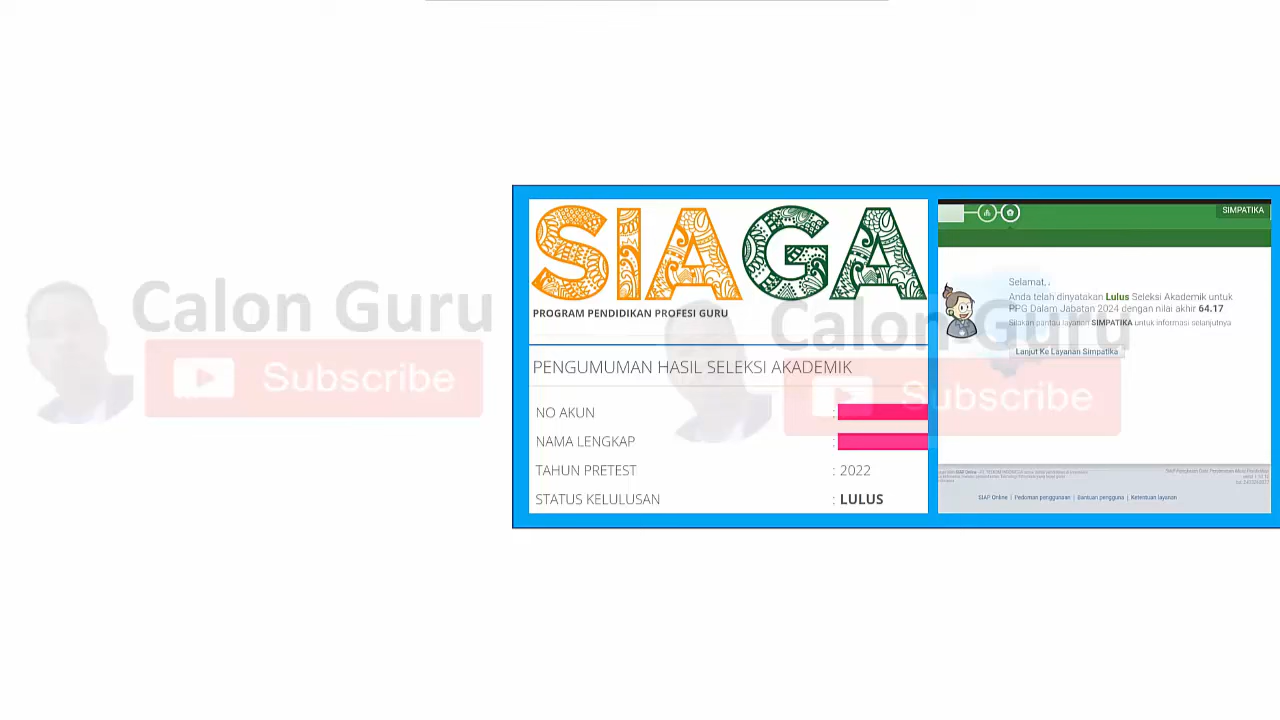 Calon Guru
Subscribe
SIAGA
PROGRAM PENDIDIKAN PROFESI GURU
PENGUMUMAN HASIL SELEKSI AKADEMIK
NO AKUN :
NAMA LENGKAP :
TAHUN PRETEST : 2022
STATUS KELULUSAN : LULUS
Calon Guru
Subscribe
SIMPATIKA
Selamat, .
Anda telah dinyatakan Lulus Seleksi Akademik untuk
PPG Dalam Jabatan 2024 dengan nilai akhir 64.17
Silakan pantau layanan SIMPATIKA untuk informasi selanjutnya
Lanjut Ke Layanan Simpatika
SIAP Online | Pedoman penggunaan | Bantuan pengguna | Ketentuan layanan